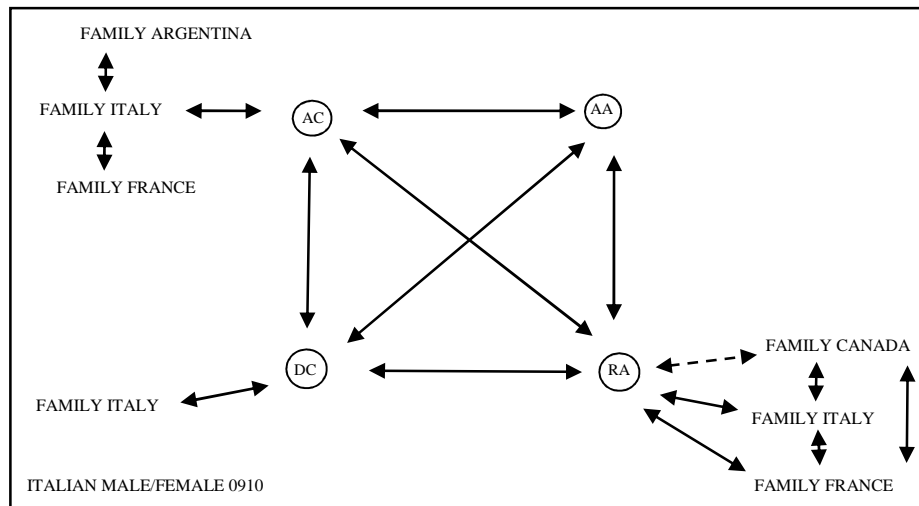 FAMILY ARGENTINA
FAMILY ITALY
AC
AA
FAMILY FRANCE
FAMILY CANADA
DC
RA
FAMILY ITALY
FAMILY ITALY
ITALIAN MALE/FEMALE 0910
FAMILY FRANCE